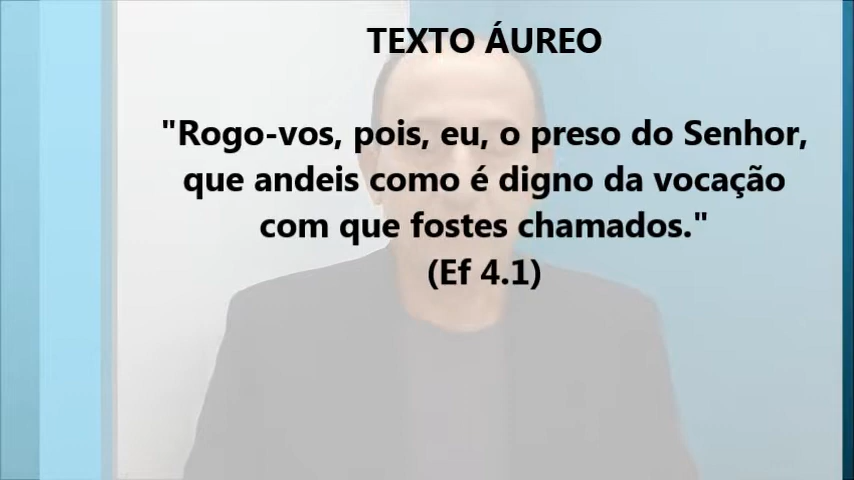 TEXTO ÁUREO
"Rogo-vos, pois, eu, o preso do Senhor,
que andeis como é digno da vocação
com que fostes chamados."
(Ef 4.1)